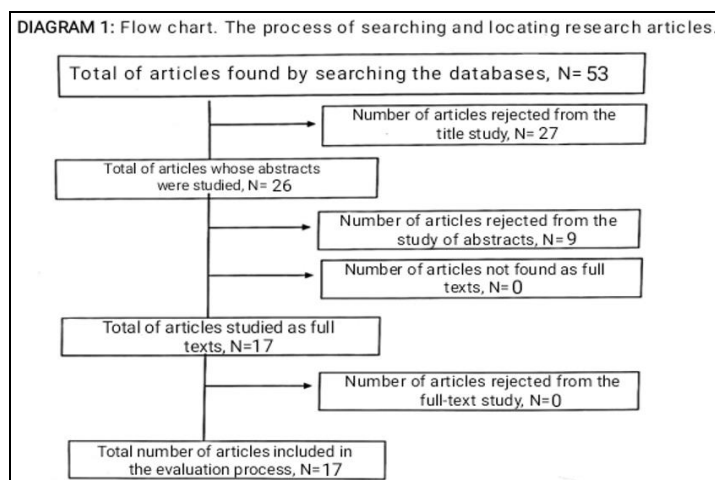 DIAGRAM 1: Flow chart. The process of searching and locating research articles.
Total of articles found by searching the databases, N= 53
Number of articles rejected from the
title study, N= 27
Total of articles whose abstracts
were studied, N= 26
Number of articles rejected from the
study of abstracts, N= 9
Number of articles not found as full
texts, N= 0
Total of articles studied as full
texts, N=17
Number of articles rejected from the
full-text study, N=0
Total number of articles included in
the evaluation process, N=17